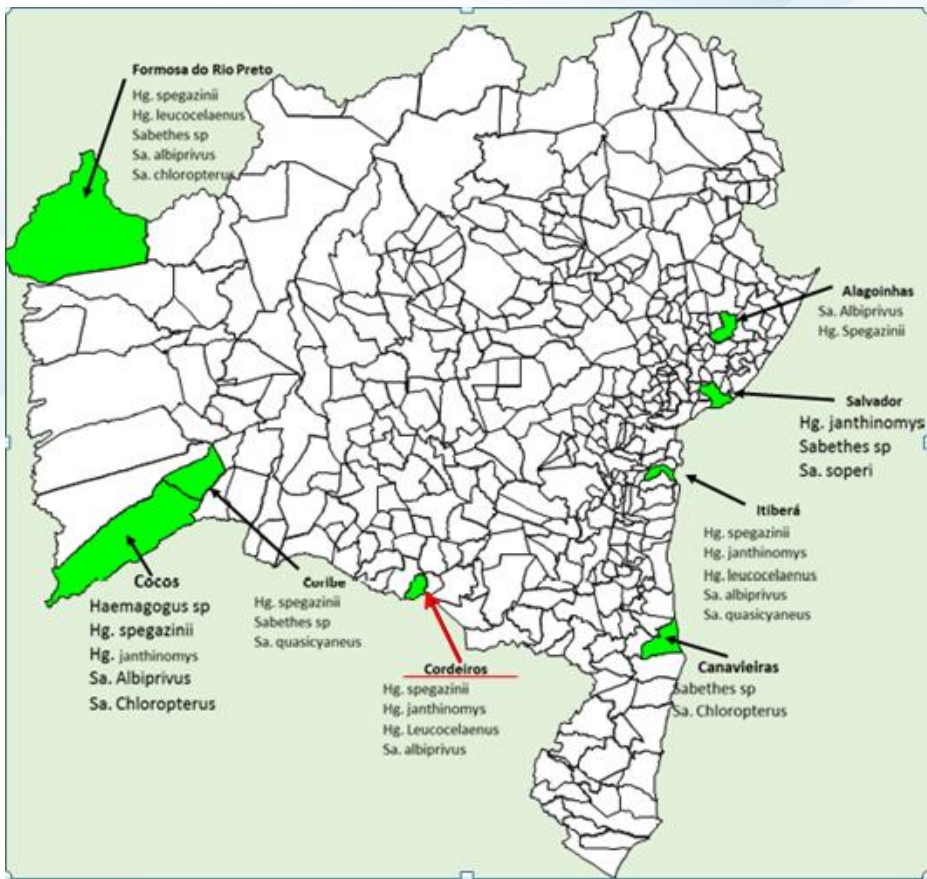 Formosa do Rio Preto
Hg. spegazinii
Hg. leucocelaenus
Sabethes sp
Sa. albiprivus
Sa. chloropterus
Alagoinhas
Sa. Albiprivus
Hg. Spegazinii
Salvador
Hg. janthinomys
Sabethes sp
Sa. soperi
Itiberá
Hg. spegazinii
Hg. janthinomys
Hg. leucocelaenus
Sa. albiprivus
Sa. quasicyaneus
Cocos
Haemagogus sp
Hg. spegazinii
Hg. janthinomys
Sa. Albiprivus
Sa. Chloropterus
Coribe
Hg. spegazinii
Sabethes sp
Sa. quasicyaneus
Cordeiros
Hg. spegazinii
Hg. janthinomys
Hg. Leucocelaenus
Sa. albiprivus
Canavieiras
Sabethes sp
Sa. Chloropterus